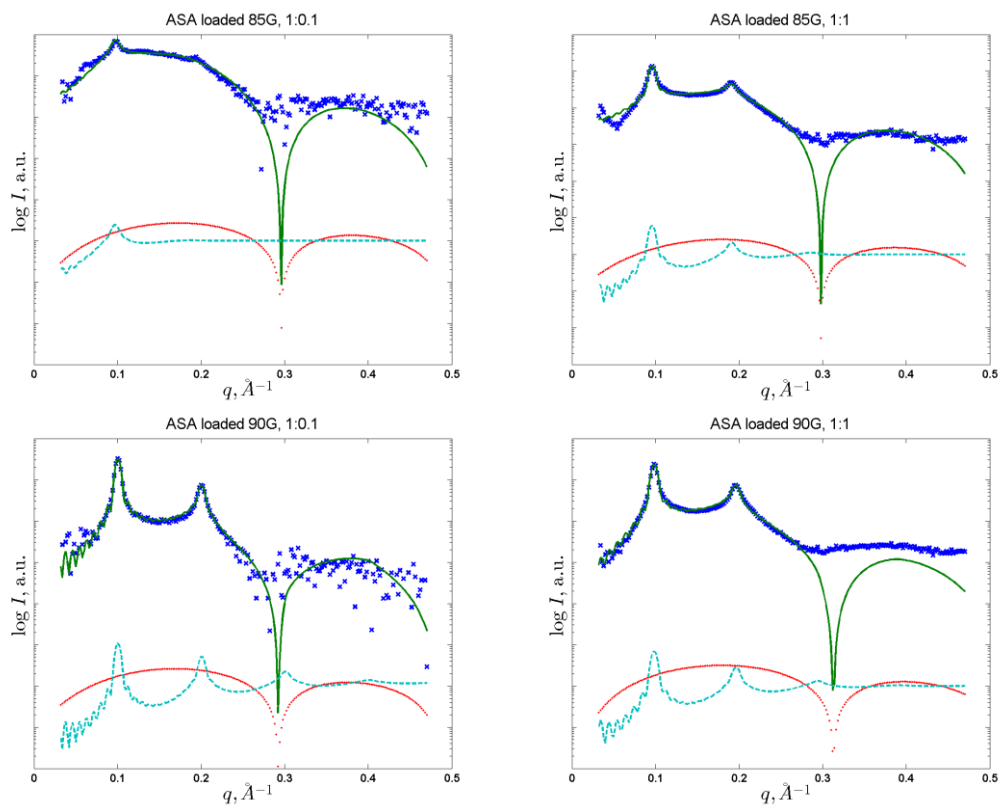 ASA loaded 85G, 1:0.1
log I, a.u.
0 0.1 0.2 0.3 0.4 0.5
q, Å⁻¹
ASA loaded 85G, 1:1
log I, a.u.
0 0.1 0.2 0.3 0.4 0.5
q, Å⁻¹
ASA loaded 90G, 1:0.1
log I, a.u.
0 0.1 0.2 0.3 0.4 0.5
q, Å⁻¹
ASA loaded 90G, 1:1
log I, a.u.
0 0.1 0.2 0.3 0.4 0.5
q, Å⁻¹